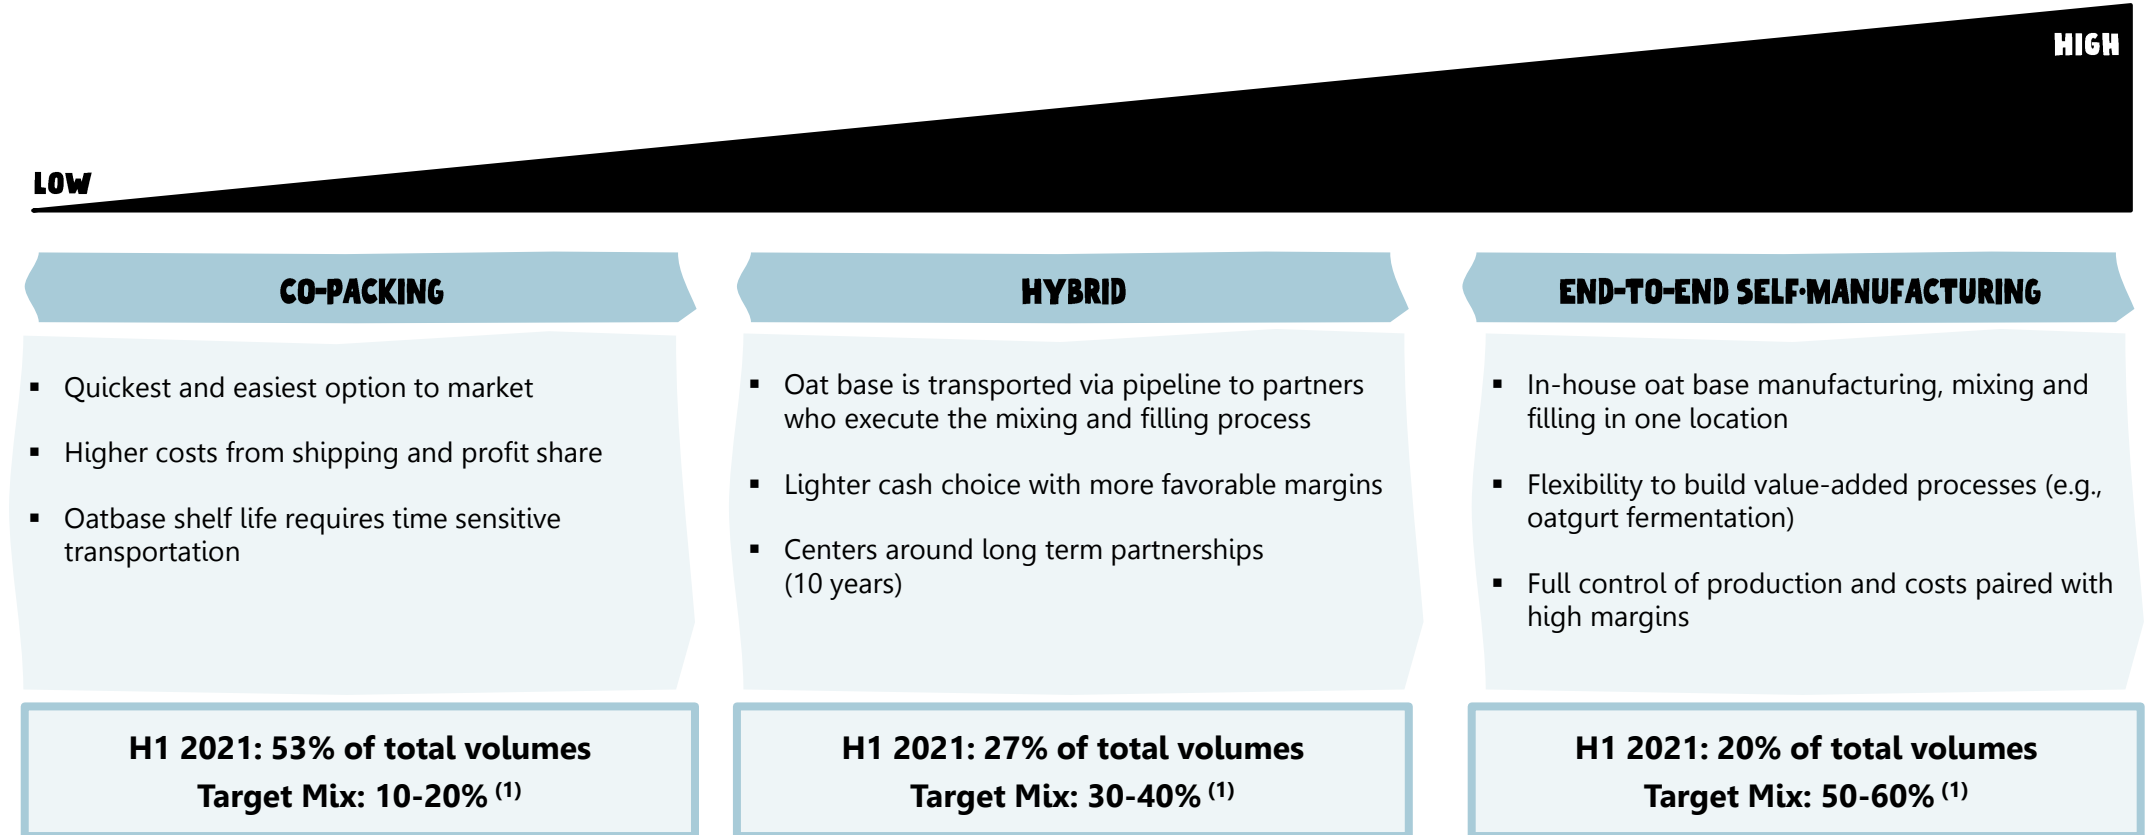 HIGH
LOW
CO-PACKING
▪ Quickest and easiest option to market
▪ Higher costs from shipping and profit share
▪ Oatbase shelf life requires time sensitive
transportation
H1 2021: 53% of total volumes
Target Mix: 10-20% (1)
HYBRID
▪ Oat base is transported via pipeline to partners
who execute the mixing and filling process
▪ Lighter cash choice with more favorable margins
▪ Centers around long term partnerships
(10 years)
H1 2021: 27% of total volumes
Target Mix: 30-40% (1)
END-TO-END SELF-MANUFACTURING
▪ In-house oat base manufacturing, mixing and
filling in one location
▪ Flexibility to build value-added processes (e.g.,
oatgurt fermentation)
▪ Full control of production and costs paired with
high margins
H1 2021: 20% of total volumes
Target Mix: 50-60% (1)